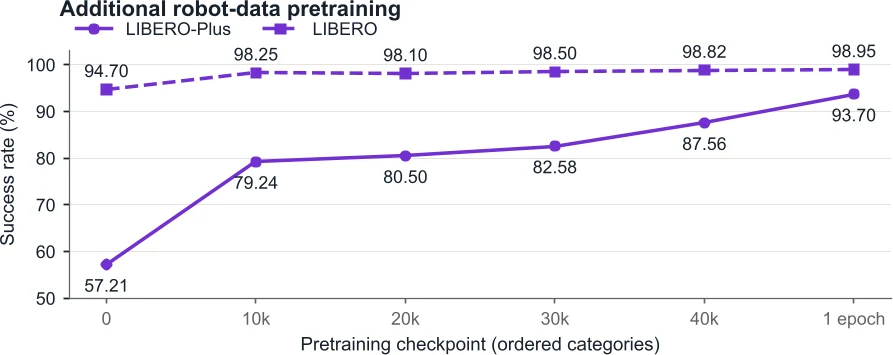 Additional robot-data pretraining
LIBERO-Plus LIBERO
94.70 98.25 98.10 98.50 98.82 98.95
57.21 79.24 80.50 82.58 87.56 93.70
Success rate (%)
100
90
80
70
60
50
0 10k 20k 30k 40k 1 epoch
Pretraining checkpoint (ordered categories)